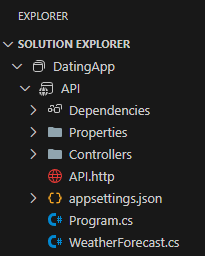 EXPLORER
SOLUTION EXPLORER
DatingApp
API
Dependencies
Properties
Controllers
API.http
appsettings.json
C# Program.cs
C# WeatherForecast.cs